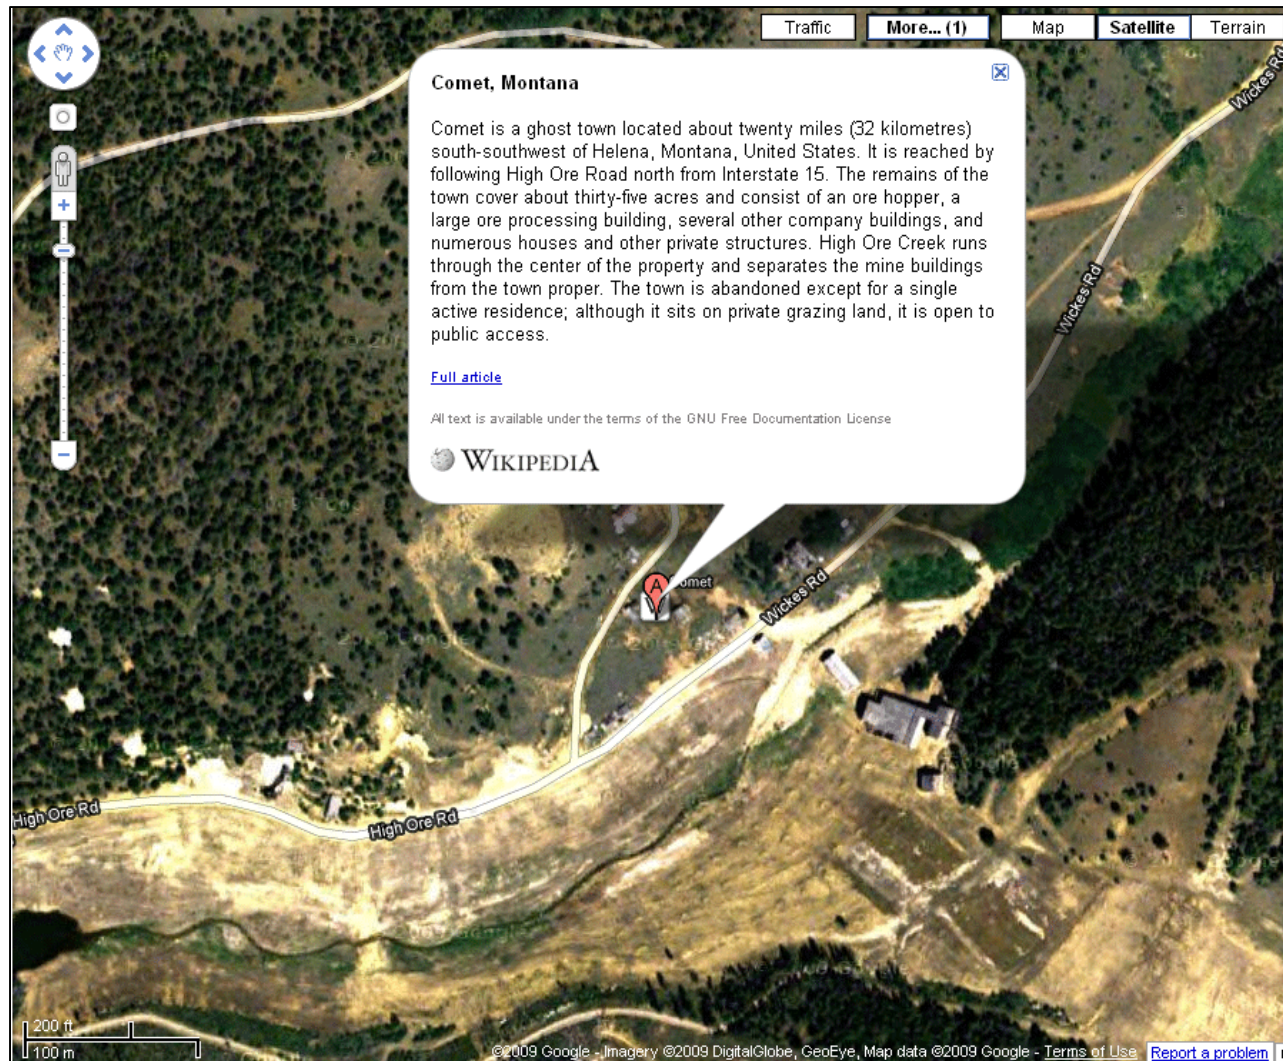 Traffic
More... (1)
Map
Satellite
Terrain
Comet, Montana
Comet is a ghost town located about twenty miles (32 kilometres)
south-southwest of Helena, Montana, United States. It is reached by
following High Ore Road north from Interstate 15. The remains of the
town cover about thirty-five acres and consist of an ore hopper, a
large ore processing building, several other company buildings, and
numerous houses and other private structures. High Ore Creek runs
through the center of the property and separates the mine buildings
from the town proper. The town is abandoned except for a single
active residence; although it sits on private grazing land, it is open to
public access.
Full article
All text is available under the terms of the GNU Free Documentation License
WIKIPEDIA
Wickes Rd
Wickes Rd
A
Wickes Rd
High Ore Rd
High Ore Rd
200 ft
100 m
©2009 Google - Imagery ©2009 DigitalGlobe, GeoEye, Map data ©2009 Google - Terms of Use
Report a problem